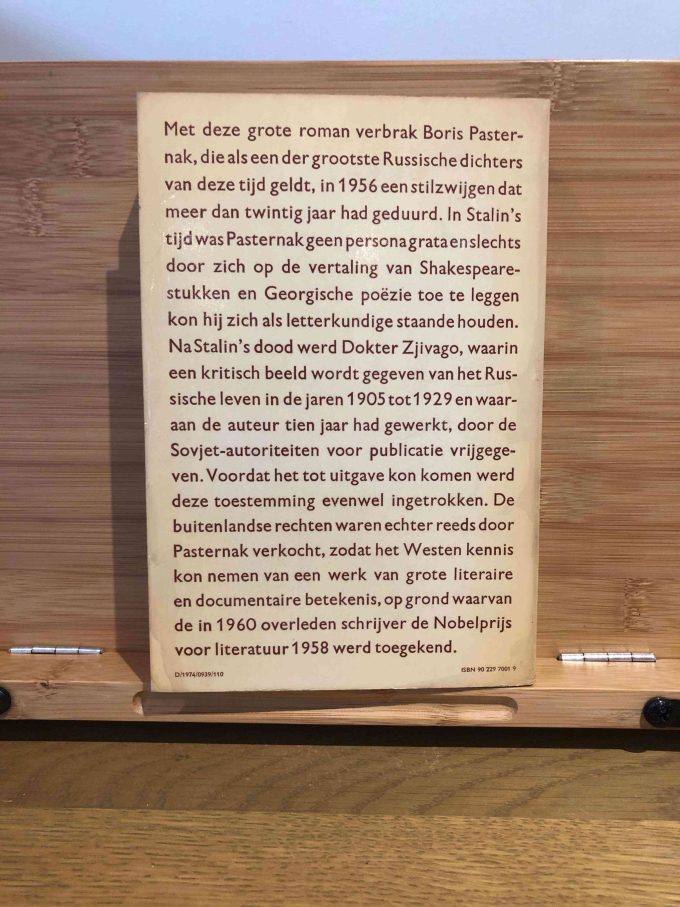 Met deze grote roman verbrak Boris Paster-
nak, die als een der grootste Russische dichters
van deze tijd geldt, in 1956 een stilzwijgen dat
meer dan twintig jaar had geduurd. In Stalin's
tijd was Pasternak geen persona grata en slechts
door zich op de vertaling van Shakespeare-
stukken en Georgische poëzie toe te leggen
kon hij zich als letterkundige staande houden.
Na Stalin's dood werd Dokter Zjivago, waarin
een kritisch beeld wordt gegeven van het Rus-
sische leven in de jaren 1905 tot 1929 en waar-
aan de auteur tien jaar had gewerkt, door de
Sovjet-autoriteiten voor publicatie vrijgege-
ven. Voordat het tot uitgave kon komen werd
deze toestemming evenwel ingetrokken. De
buitenlandse rechten waren echter reeds door
Pasternak verkocht, zodat het Westen kennis
kon nemen van een werk van grote literaire
en documentaire betekenis, op grond waarvan
de in 1960 overleden schrijver de Nobelprijs
voor literatuur 1958 werd toegekend.
D/1974/0939/110
ISBN 90 229 7001 9